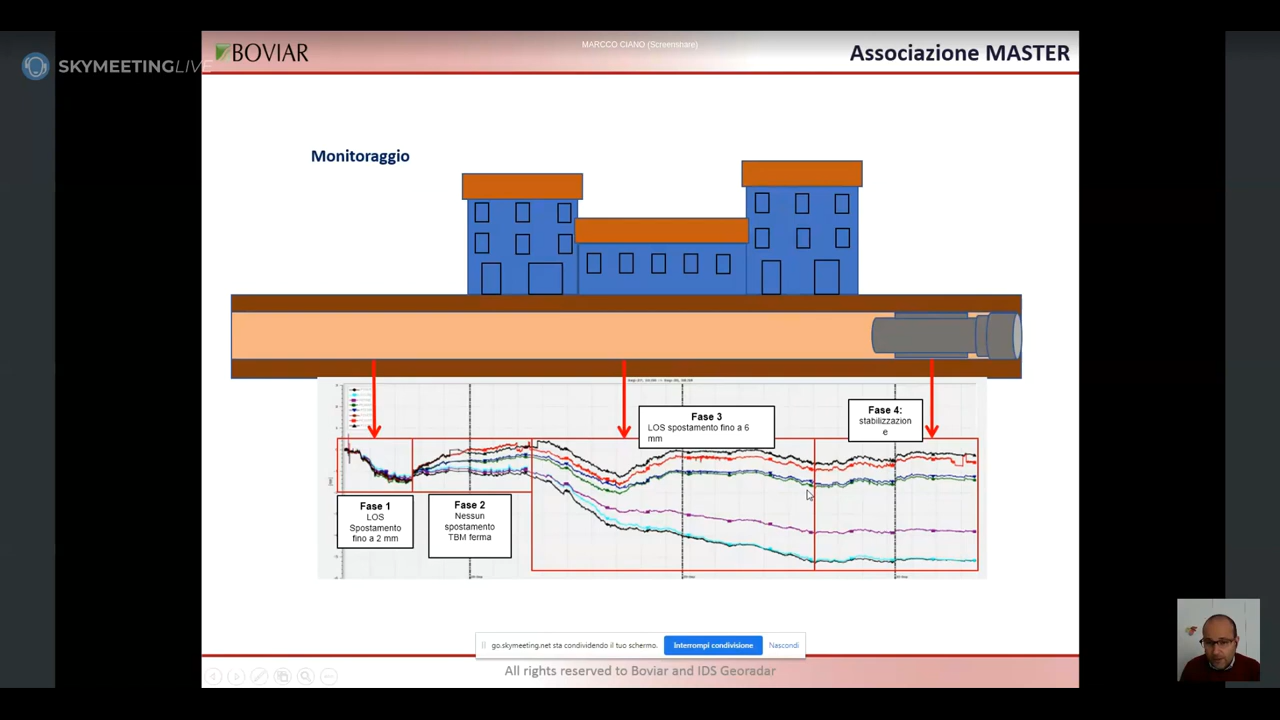 MARCCO CIANO (Screenshare)
SKYMEETINGLIVE
BOVIAR
Associazione MASTER
Monitoraggio
Fase 3
LOS spostamento fino a 6
mm
Fase 4:
stabilizzazion
e
Fase 1
LOS
Spostamento
fino a 2 mm
Fase 2
Nessun
spostamento
TBM ferma
go.skymeeting.net sta condividendo il tuo schermo.
Interrompi condivisione
Nascondi
All rights reserved to Boviar and IDS Georadar